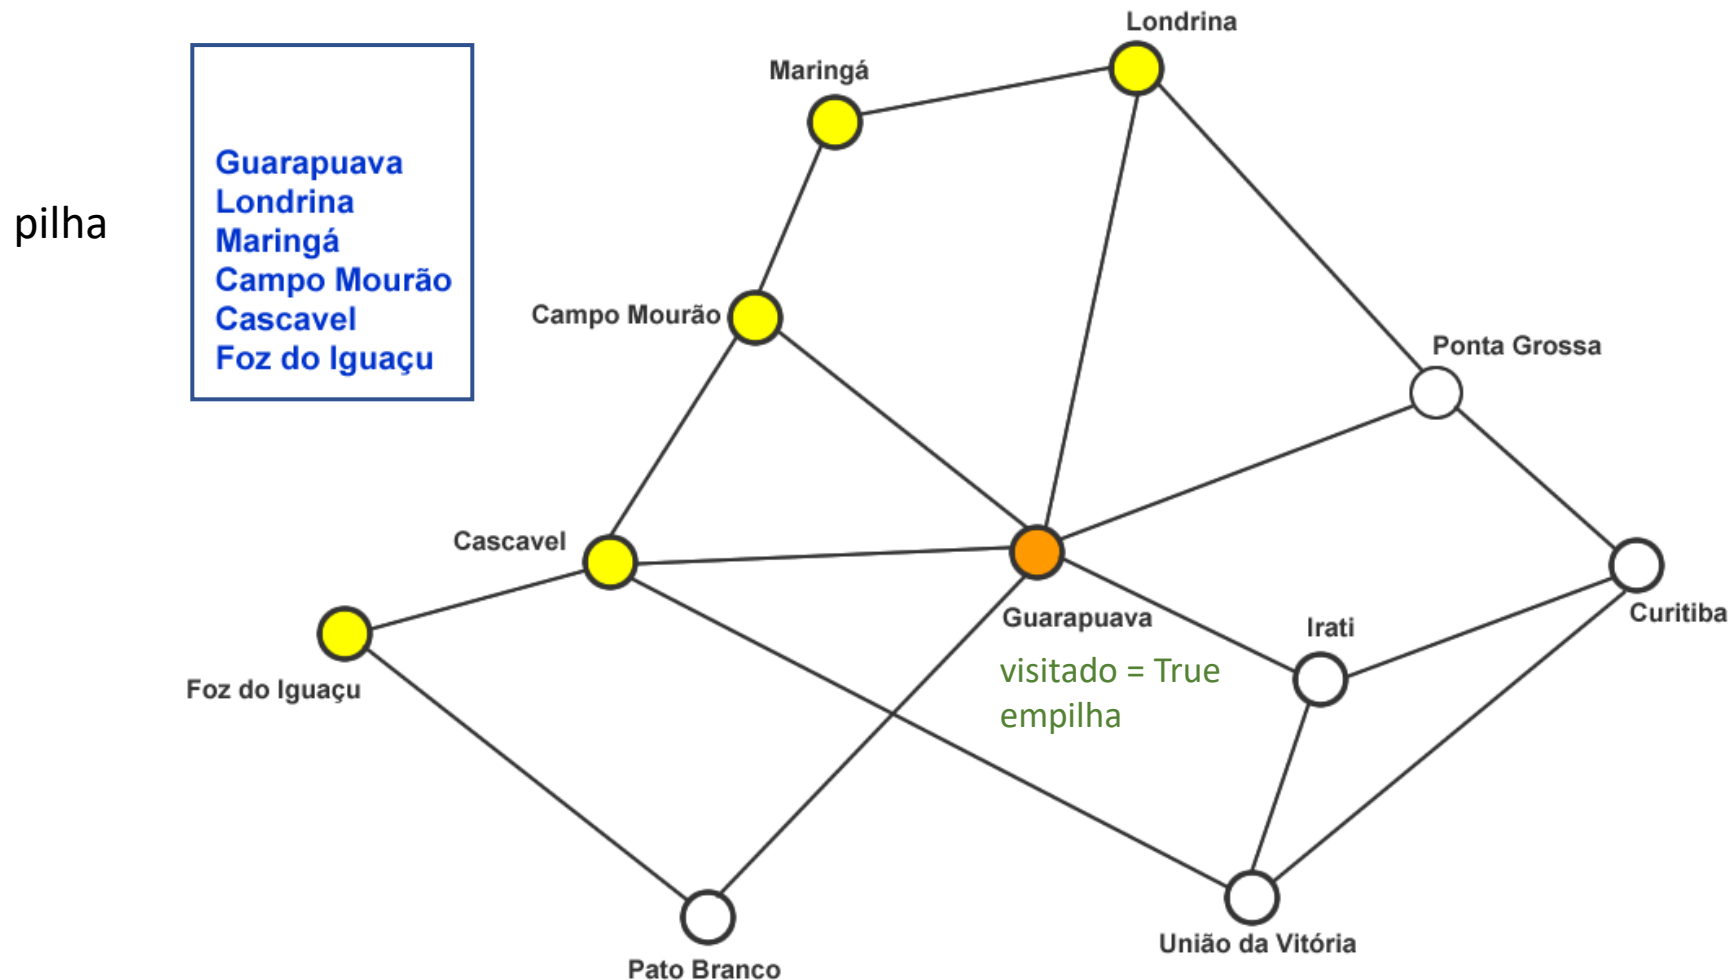 Londrina
Maringá
Guarapuava
Londrina
Maringá
Campo Mourão
Cascavel
Foz do Iguaçu
pilha
Campo Mourão
Ponta Grossa
Cascavel
Guarapuava
Irati
Curitiba
visitado = True
empilha
Foz do Iguaçu
União da Vitória
Pato Branco